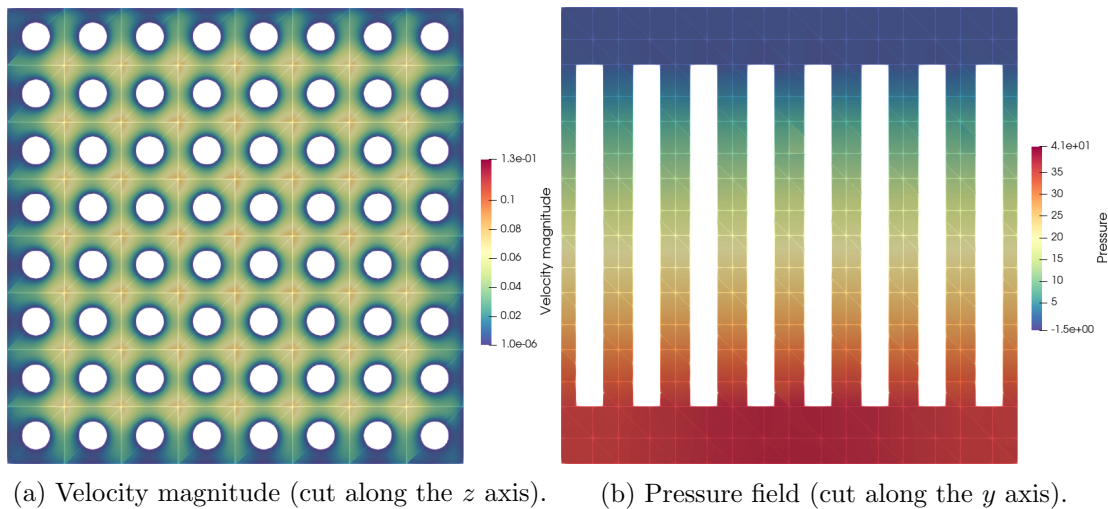 1.3e-01
0.1
0.08
0.06
0.04
0.02
1.0e-06
Velocity magnitude
4.1e+01
35
30
25
20
15
10
5
-1.5e+00
Pressure
(a) Velocity magnitude (cut along the z axis).
(b) Pressure field (cut along the y axis).